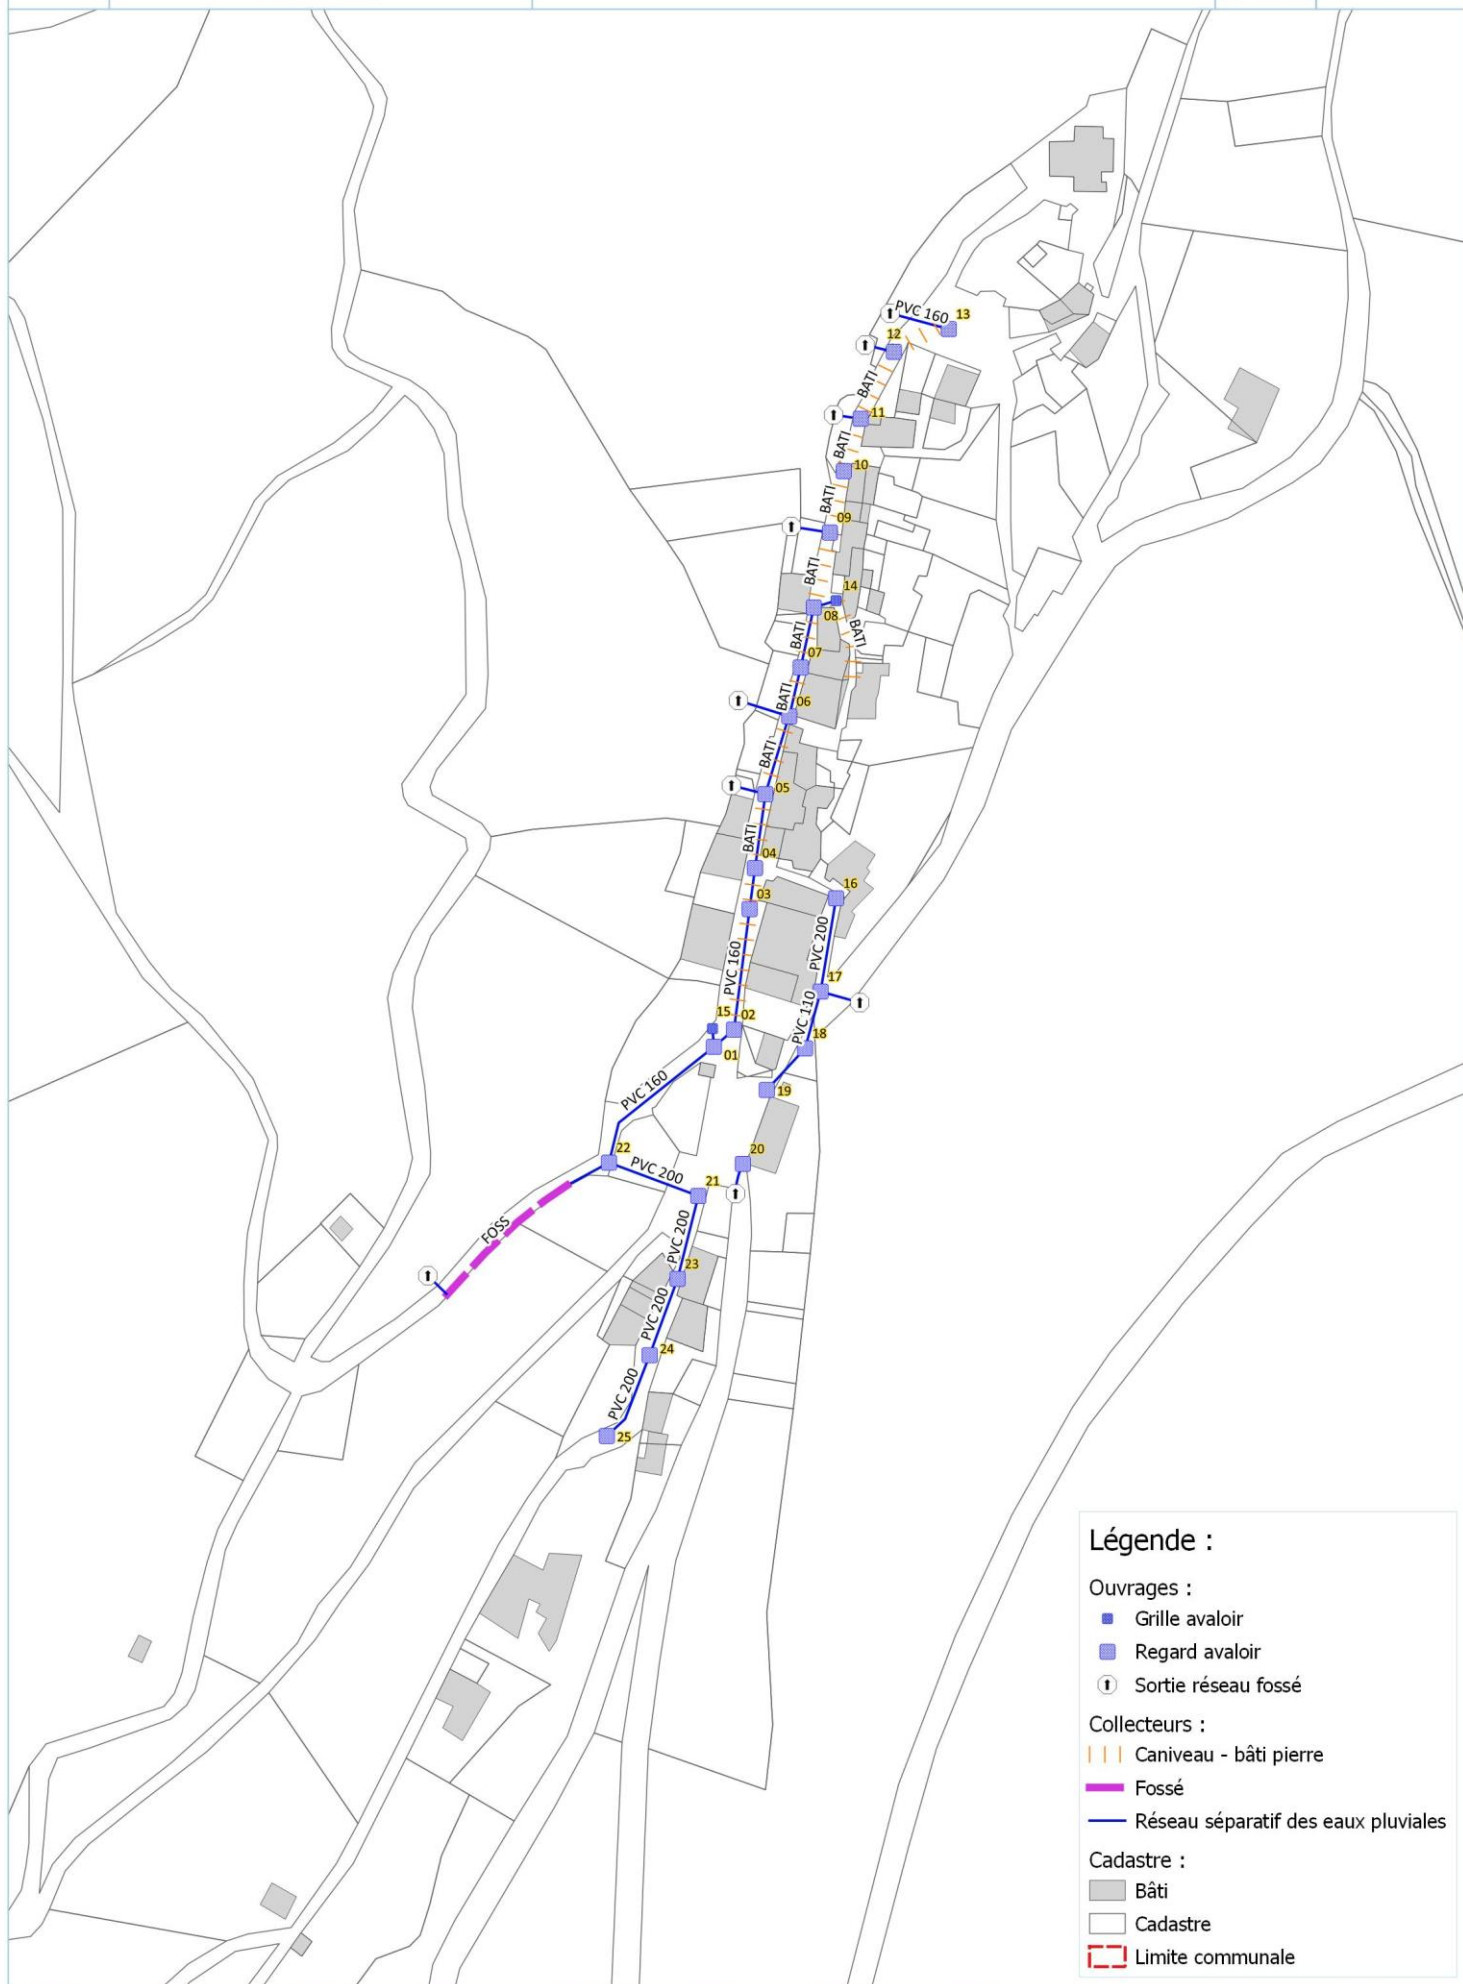 PVC 160
13
12
BATI
11
BATI
10
BATI
09
BATI
14
08
BATI
BATI
07
BATI
06
BATI
05
BATI
04
03
16
PVC 200
PVC 160
17
15
02
PVC 110
18
01
PVC 160
19
22
20
PVC 200
21
FOSS
PVC 200
23
PVC 200
24
PVC 200
25
Légende :
Ouvrages :
Grille avaloir
Regard avaloir
Sortie réseau fossé
Collecteurs :
Caniveau - bâti pierre
Fossé
Réseau séparatif des eaux pluviales
Cadastre :
Bâti
Cadastre
Limite communale